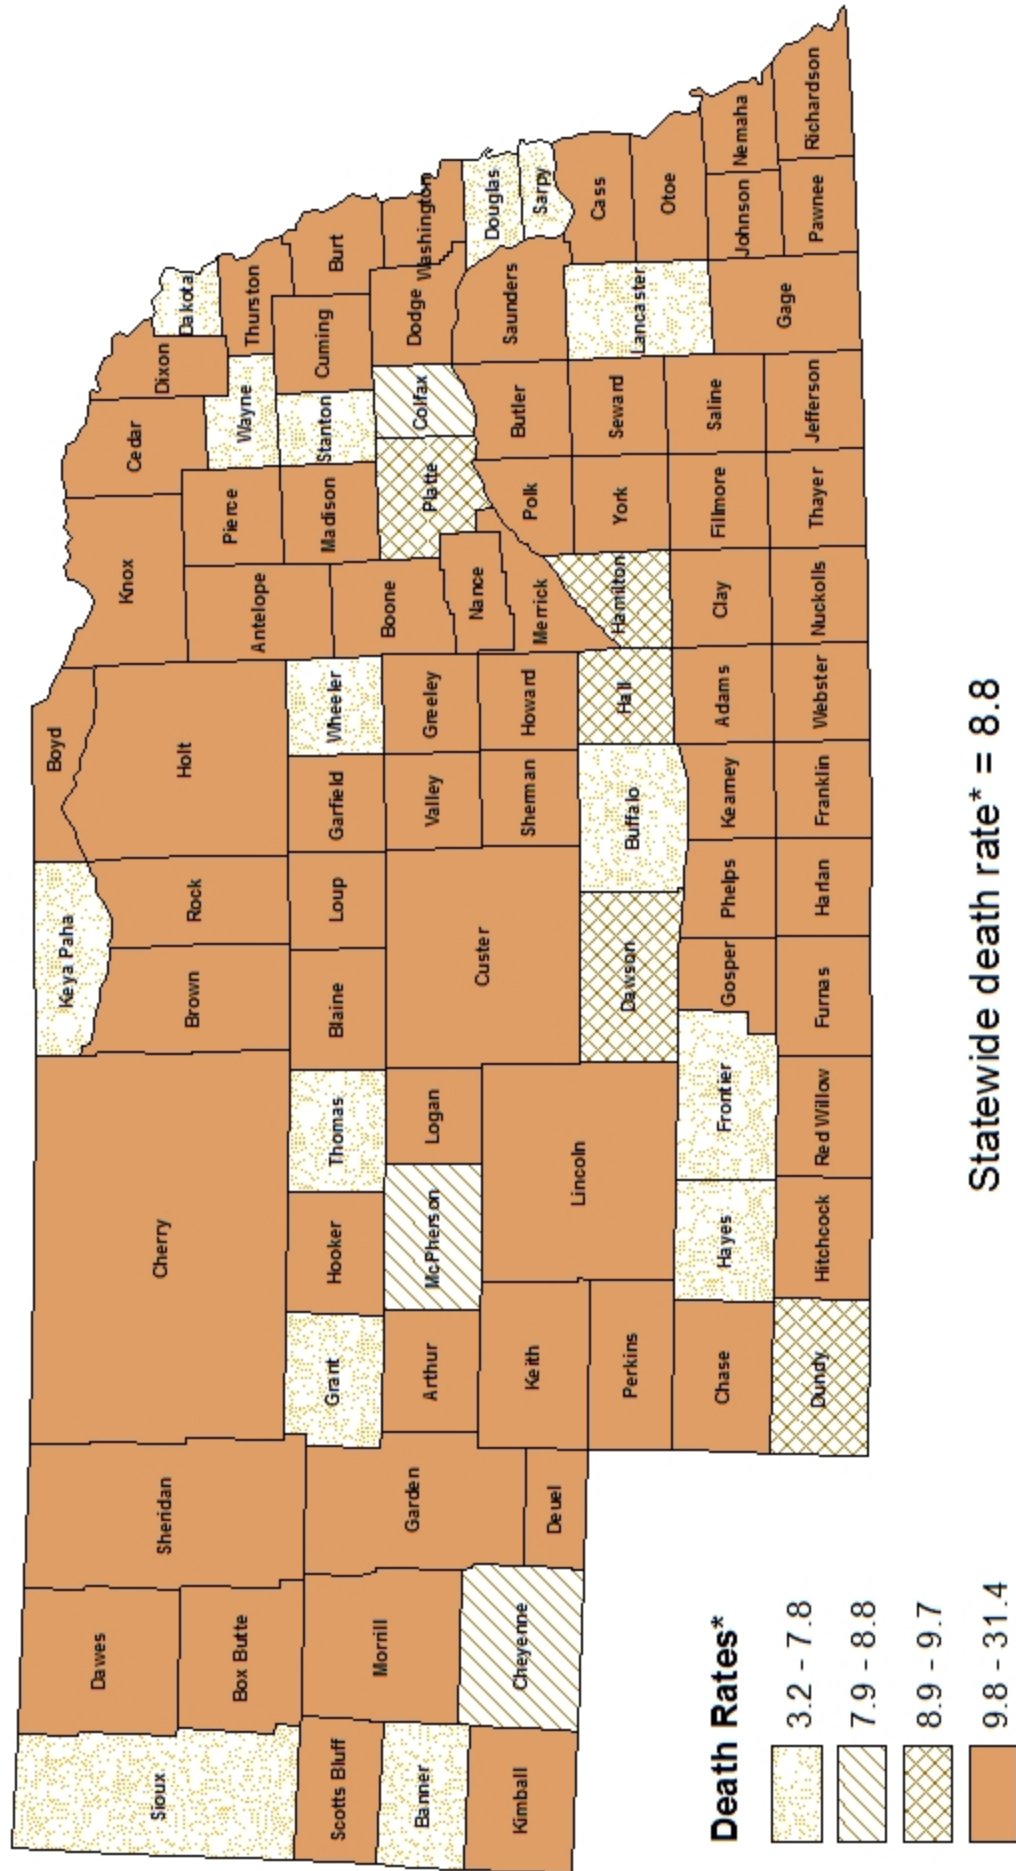 Sioux
Dawes
Box Butte
Sheridan
Scotts Bluff
Banner
Kimball
Morrill
Cheyenne
Garden
Deuel
Cherry
Keya Paha
Brown
Rock
Boyd
Holt
Grant
Hooker
Thomas
Blaine
Loup
Garfield
Wheeler
Arthur
McPherson
Logan
Custer
Valley
Greeley
Sherman
Howard
Keith
Perkins
Lincoln
Dawson
Buffalo
Hall
Chase
Hayes
Frontier
Gosper
Phelps
Kearney
Adams
Dundy
Hitchcock
Red Willow
Furnas
Harlan
Franklin
Webster
Knox
Cedar
Dixon
Dakota
Antelope
Pierce
Wayne
Thurston
Boone
Madison
Stanton
Cuming
Burt
Nance
Platte
Colfax
Dodge
Washington
Merrick
Polk
Butler
Saunders
Douglas
Sarpy
Hamilton
York
Seward
Lancaster
Cass
Otoe
Clay
Fillmore
Saline
Gage
Johnson
Nemaha
Nuckolls
Thayer
Jefferson
Pawnee
Richardson
Death Rates*
3.2 - 7.8
7.9 - 8.8
8.9 - 9.7
9.8 - 31.4
Statewide death rate* = 8.8